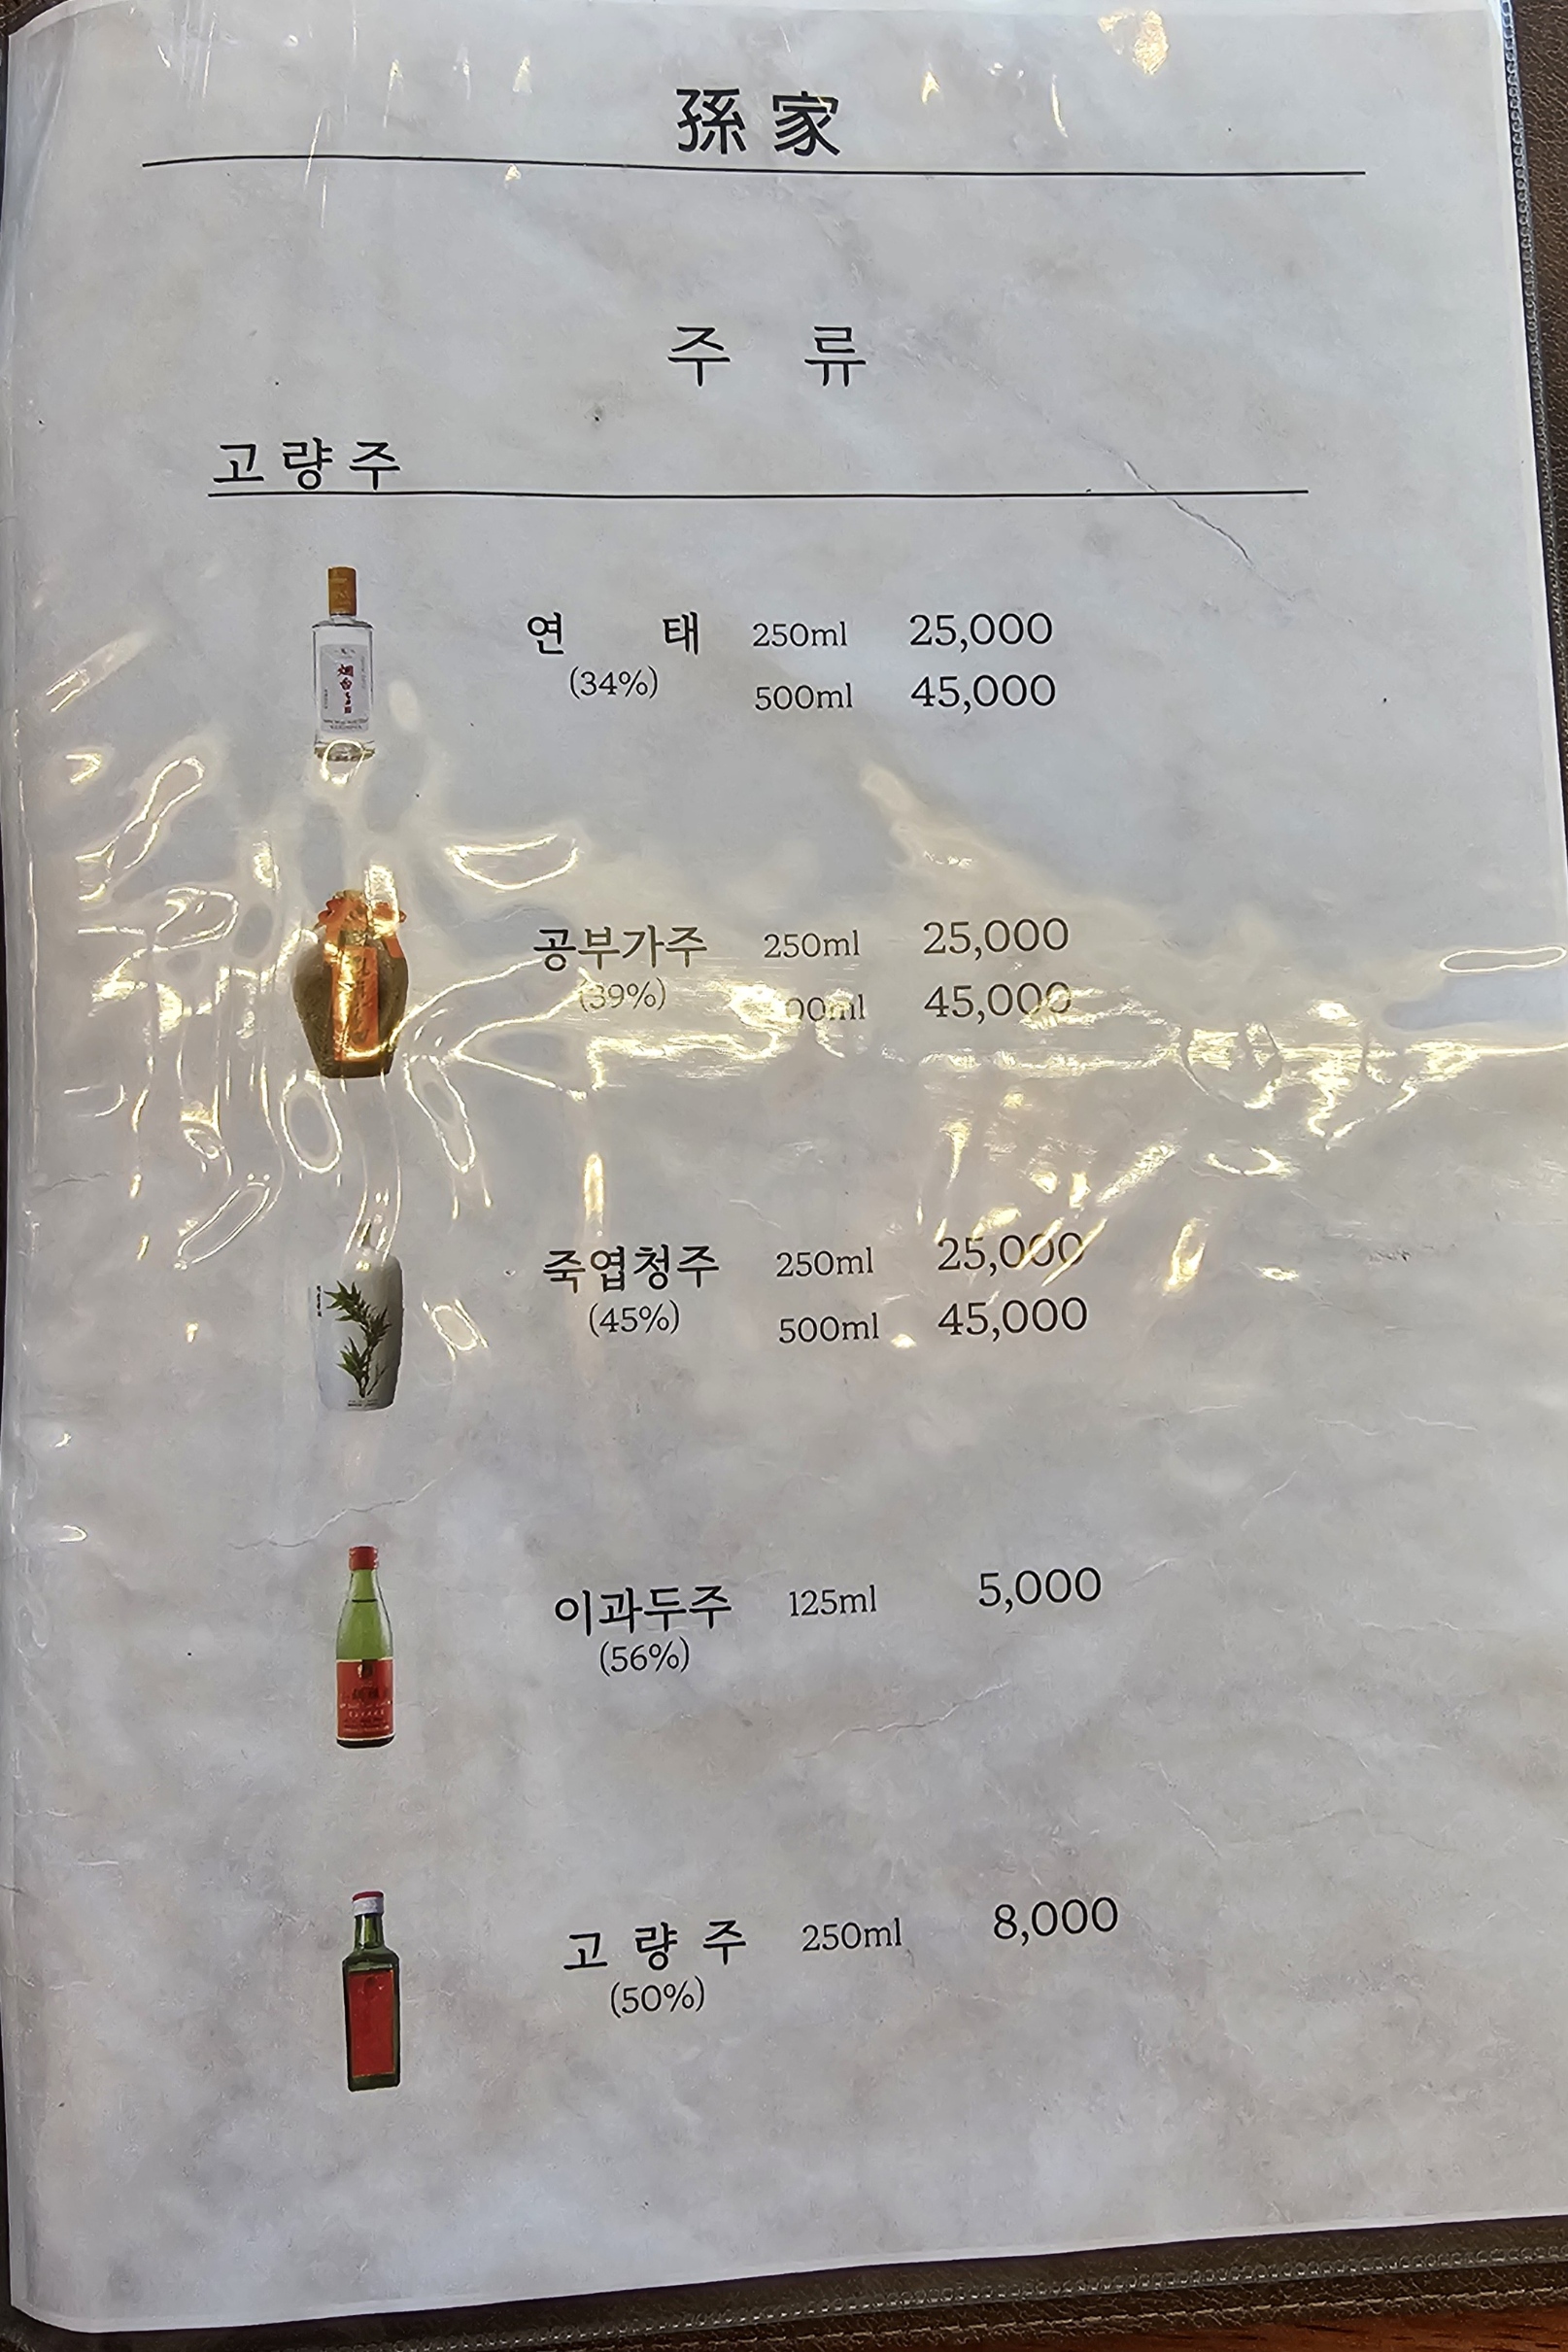 孫家
주 류
고량주
연 태 250ml 25,000
(34%) 500ml 45,000
공부가주 250ml 25,000
(39%) 45,000
죽엽청주 250ml 25,000
(45%) 500ml 45,000
이과두주 125ml 5,000
(56%)
고 량 주 250ml 8,000
(50%)